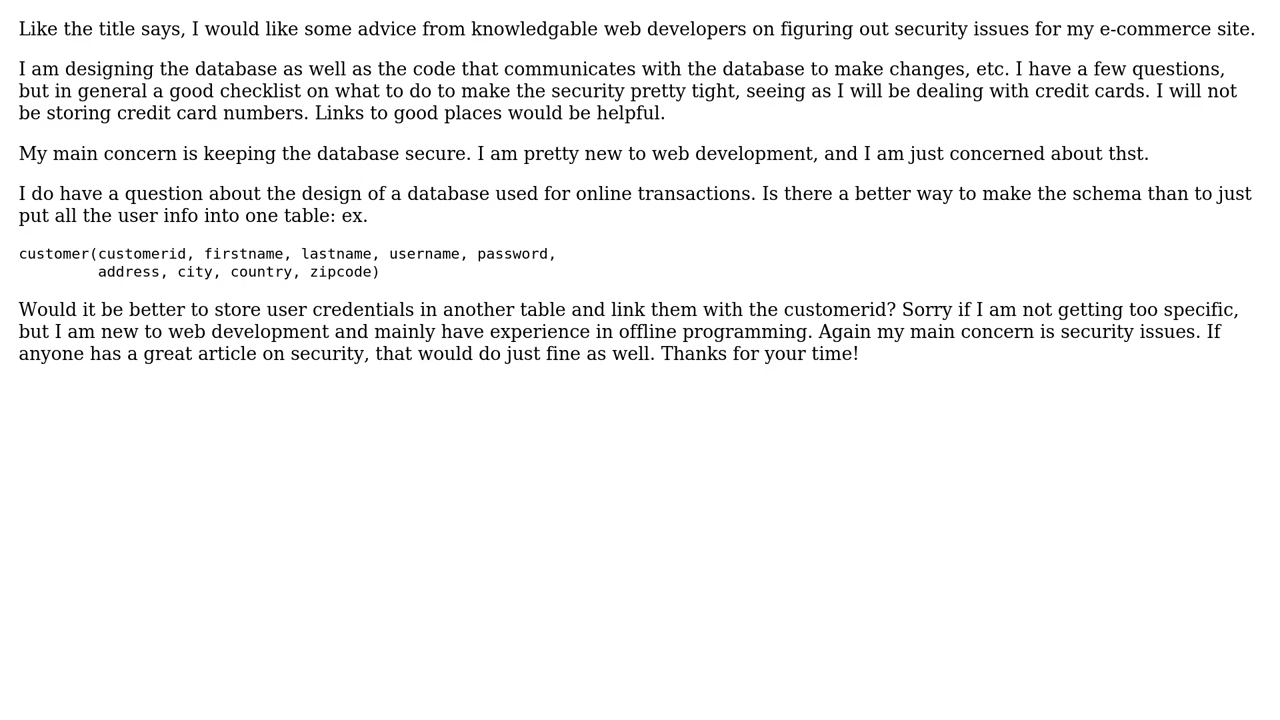 Like the title says, I would like some advice from knowledgable web developers on figuring out security issues for my e-commerce site.
I am designing the database as well as the code that communicates with the database to make changes, etc. I have a few questions,
but in general a good checklist on what to do to make the security pretty tight, seeing as I will be dealing with credit cards. I will not
be storing credit card numbers. Links to good places would be helpful.
My main concern is keeping the database secure. I am pretty new to web development, and I am just concerned about thst.
I do have a question about the design of a database used for online transactions. Is there a better way to make the schema than to just
put all the user info into one table: ex.
customer(customerid, firstname, lastname, username, password,
address, city, country, zipcode)
Would it be better to store user credentials in another table and link them with the customerid? Sorry if I am not getting too specific,
but I am new to web development and mainly have experience in offline programming. Again my main concern is security issues. If
anyone has a great article on security, that would do just fine as well. Thanks for your time!